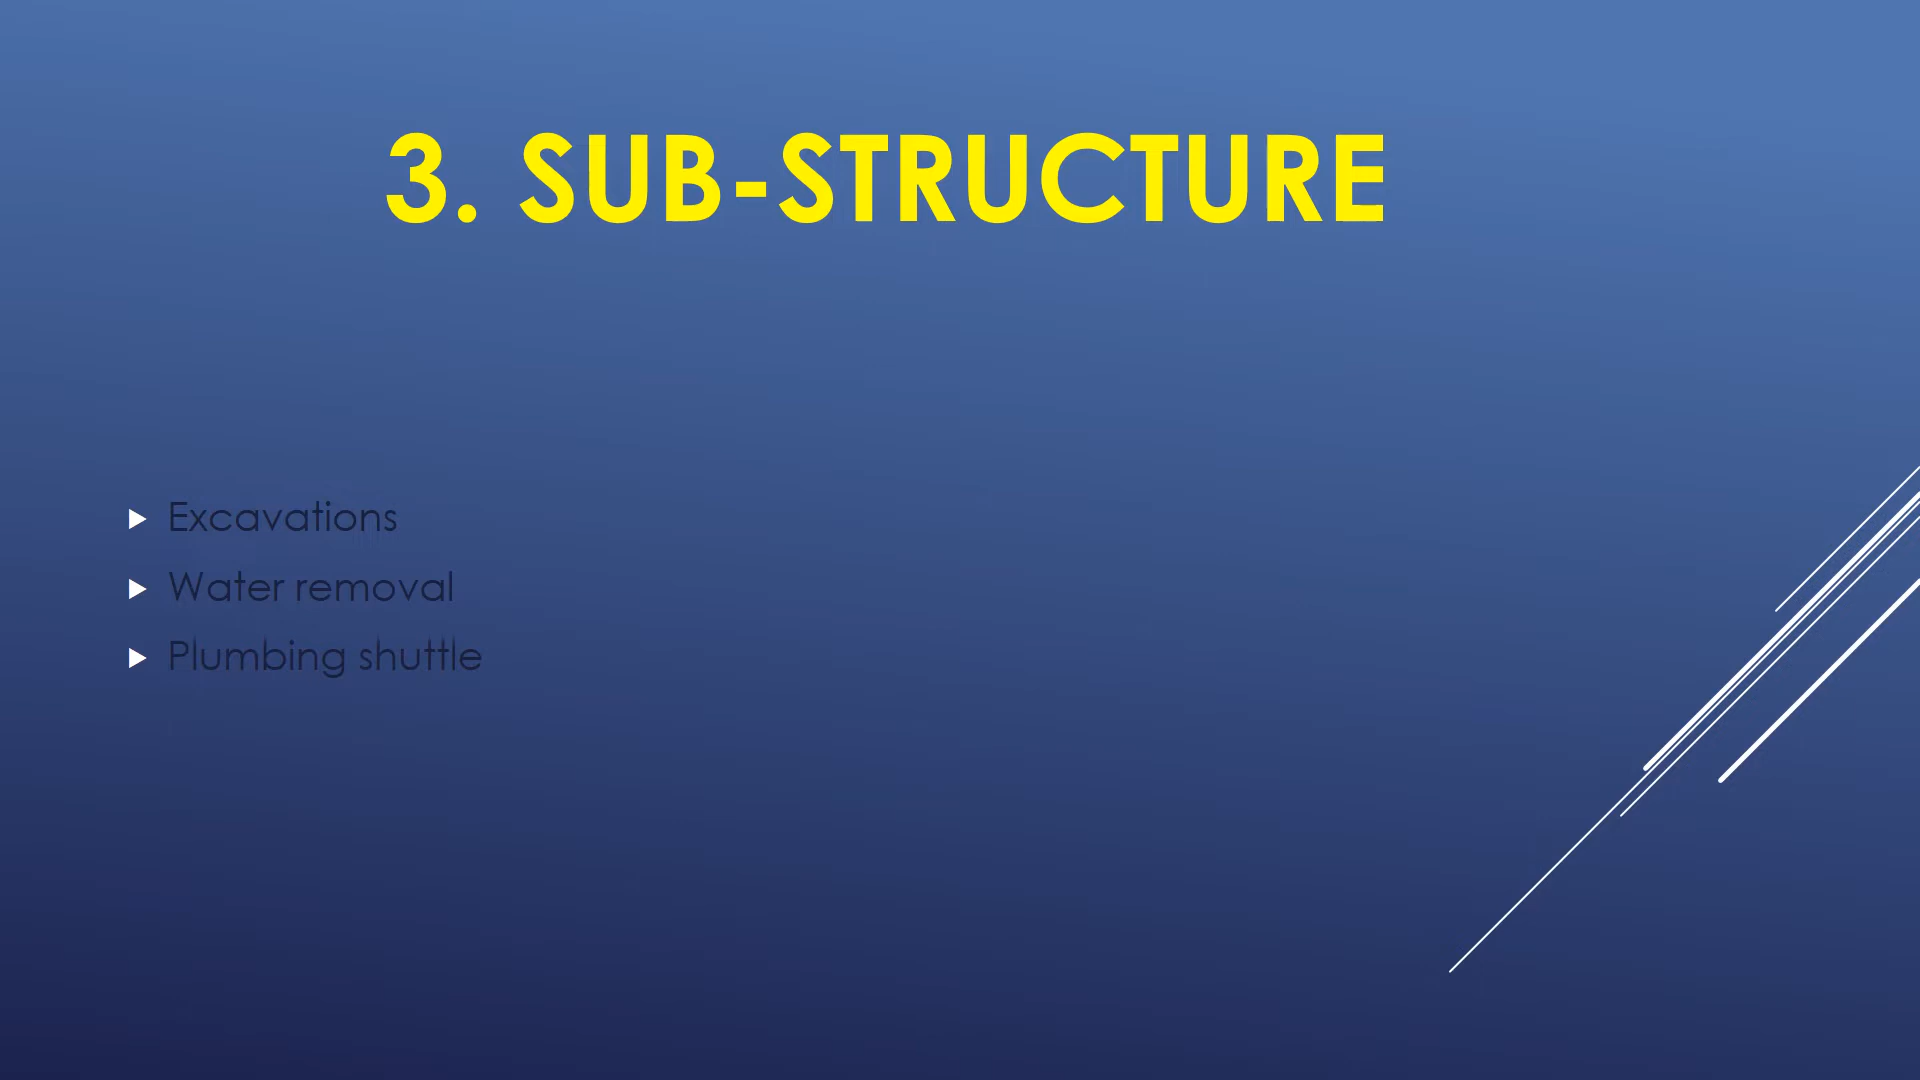 3. SUB-STRUCTURE
Excavations
Water removal
Plumbing shuttle